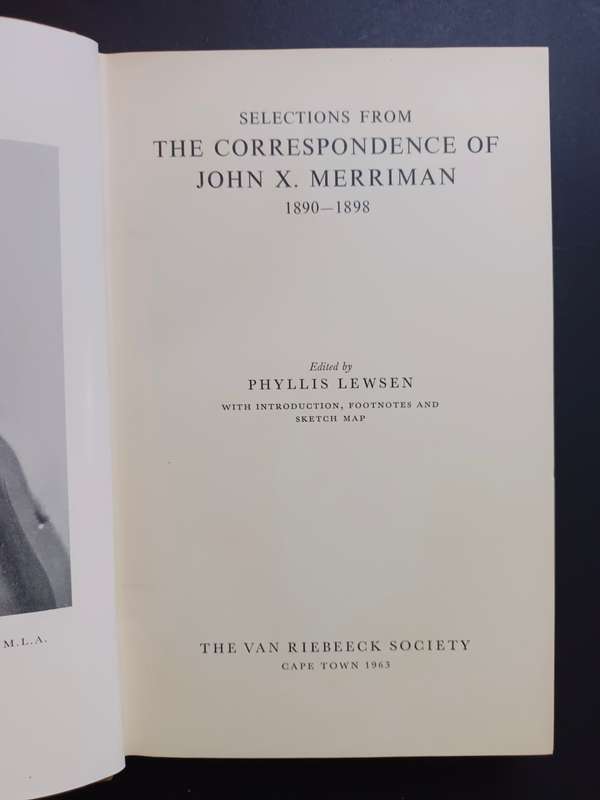 M.L.A.
SELECTIONS FROM
THE CORRESPONDENCE OF
JOHN X. MERRIMAN
1890—1898
Edited by
PHYLLIS LEWSEN
WITH INTRODUCTION, FOOTNOTES AND
SKETCH MAP
THE VAN RIEBEECK SOCIETY
CAPE TOWN 1963